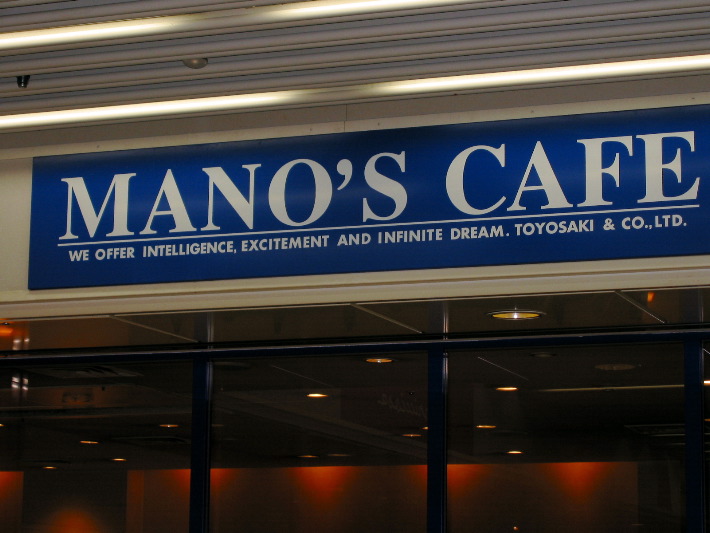 MANO'S CAFE
WE OFFER INTELLIGENCE, EXCITEMENT AND INFINITE DREAM. TOYOSAKI & CO., LTD.